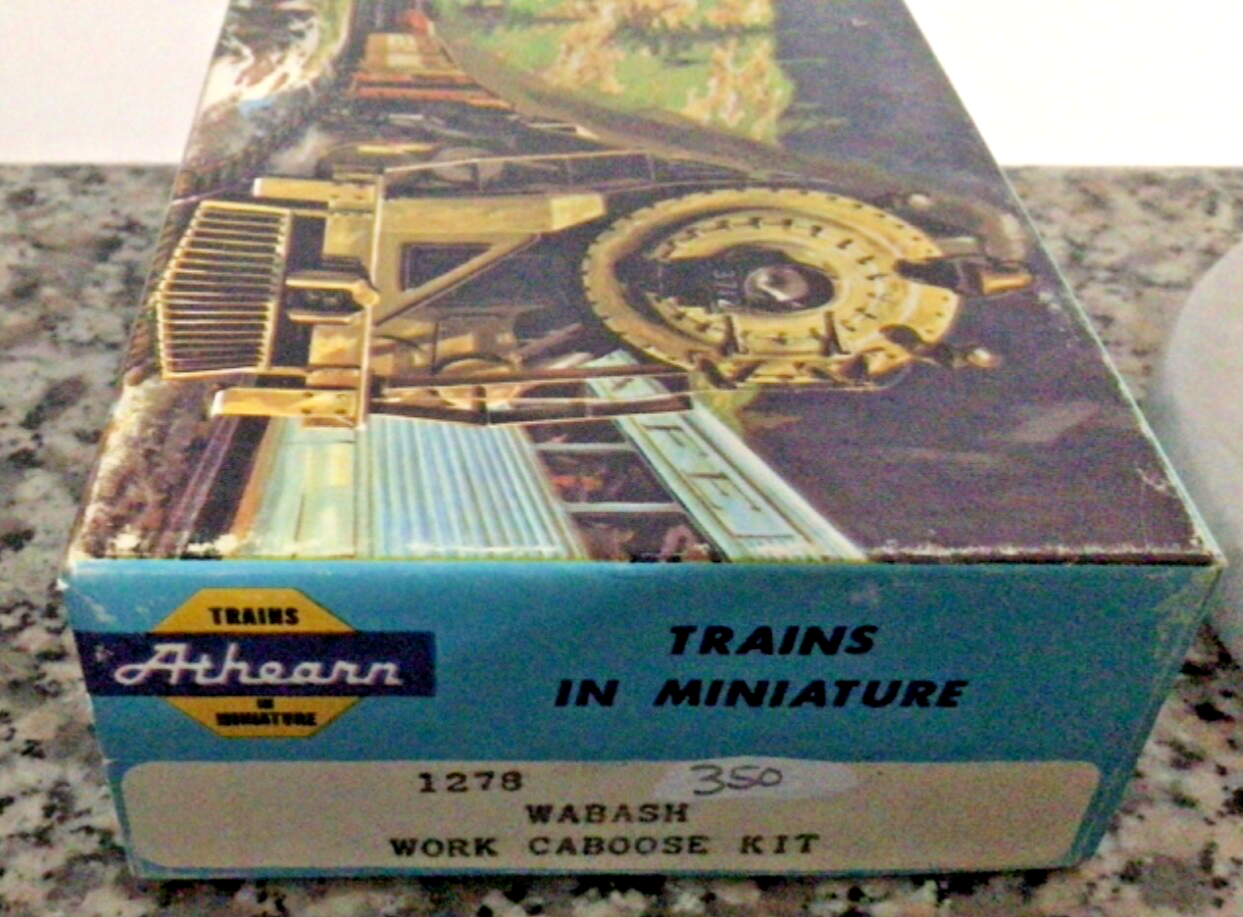 TRAINS
Athearn
IN
MINIATURE
TRAINS
IN MINIATURE
1278 350
WABASH
WORK CABOOSE KIT